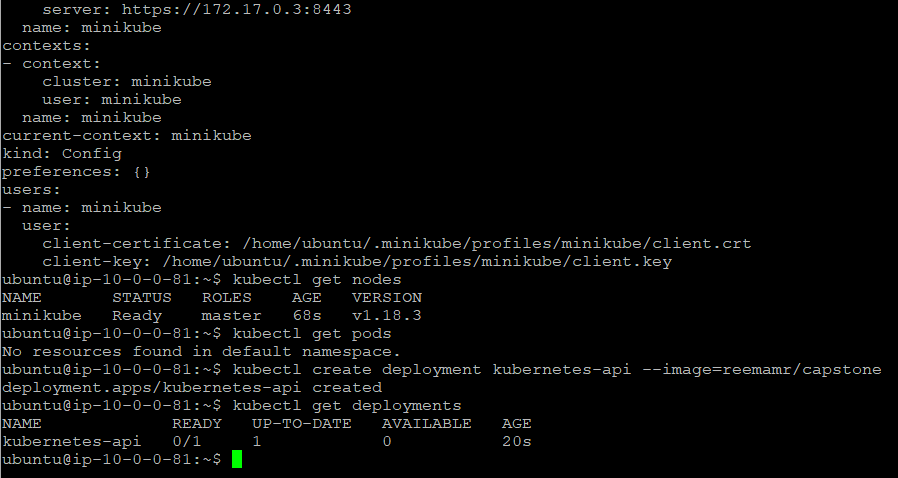 server: https://172.17.0.3:8443
  name: minikube
contexts:
- context:
    cluster: minikube
    user: minikube
  name: minikube
current-context: minikube
kind: Config
preferences: {}
users:
- name: minikube
  user:
    client-certificate: /home/ubuntu/.minikube/profiles/minikube/client.crt
    client-key: /home/ubuntu/.minikube/profiles/minikube/client.key
ubuntu@ip-10-0-0-81:~$ kubectl get nodes
NAME       STATUS   ROLES    AGE   VERSION
minikube   Ready    master   68s   v1.18.3
ubuntu@ip-10-0-0-81:~$ kubectl get pods
No resources found in default namespace.
ubuntu@ip-10-0-0-81:~$ kubectl create deployment kubernetes-api --image=reemamr/capstone
deployment.apps/kubernetes-api created
ubuntu@ip-10-0-0-81:~$ kubectl get deployments
NAME             READY   UP-TO-DATE   AVAILABLE   AGE
kubernetes-api   0/1     1            0           20s
ubuntu@ip-10-0-0-81:~$